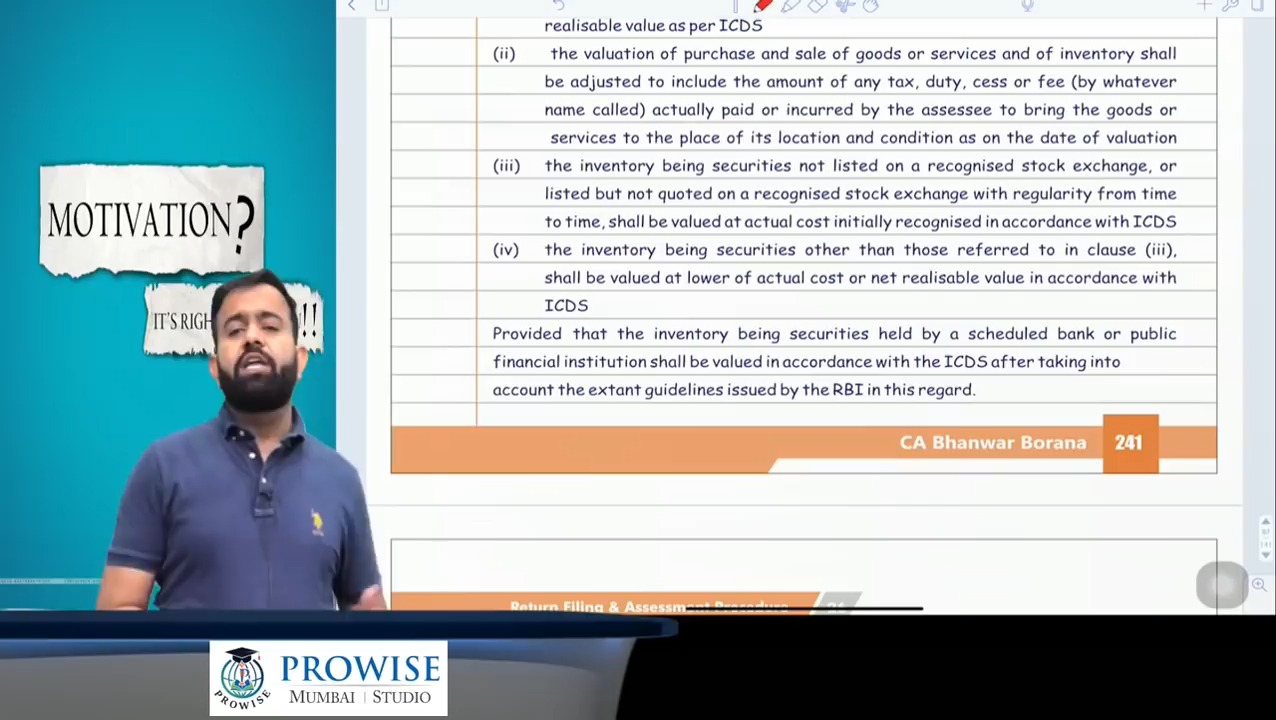 realisable value as per ICDS
(ii) the valuation of purchase and sale of goods or services and of inventory shall
be adjusted to include the amount of any tax, duty, cess or fee (by whatever
name called) actually paid or incurred by the assessee to bring the goods or
services to the place of its location and condition as on the date of valuation
(iii) the inventory being securities not listed on a recognised stock exchange, or
listed but not quoted on a recognised stock exchange with regularity from time
to time, shall be valued at actual cost initially recognised in accordance with ICDS
(iv) the inventory being securities other than those referred to in clause (iii),
shall be valued at lower of actual cost or net realisable value in accordance with
ICDS
Provided that the inventory being securities held by a scheduled bank or public
financial institution shall be valued in accordance with the ICDS after taking into
account the extant guidelines issued by the RBI in this regard.
CA Bhanwar Borana 241
Return Filing & Assessment Procedure
MOTIVATION?
IT'S RIGH !!
PROWISE
PROWISE
MUMBAI | STUDIO